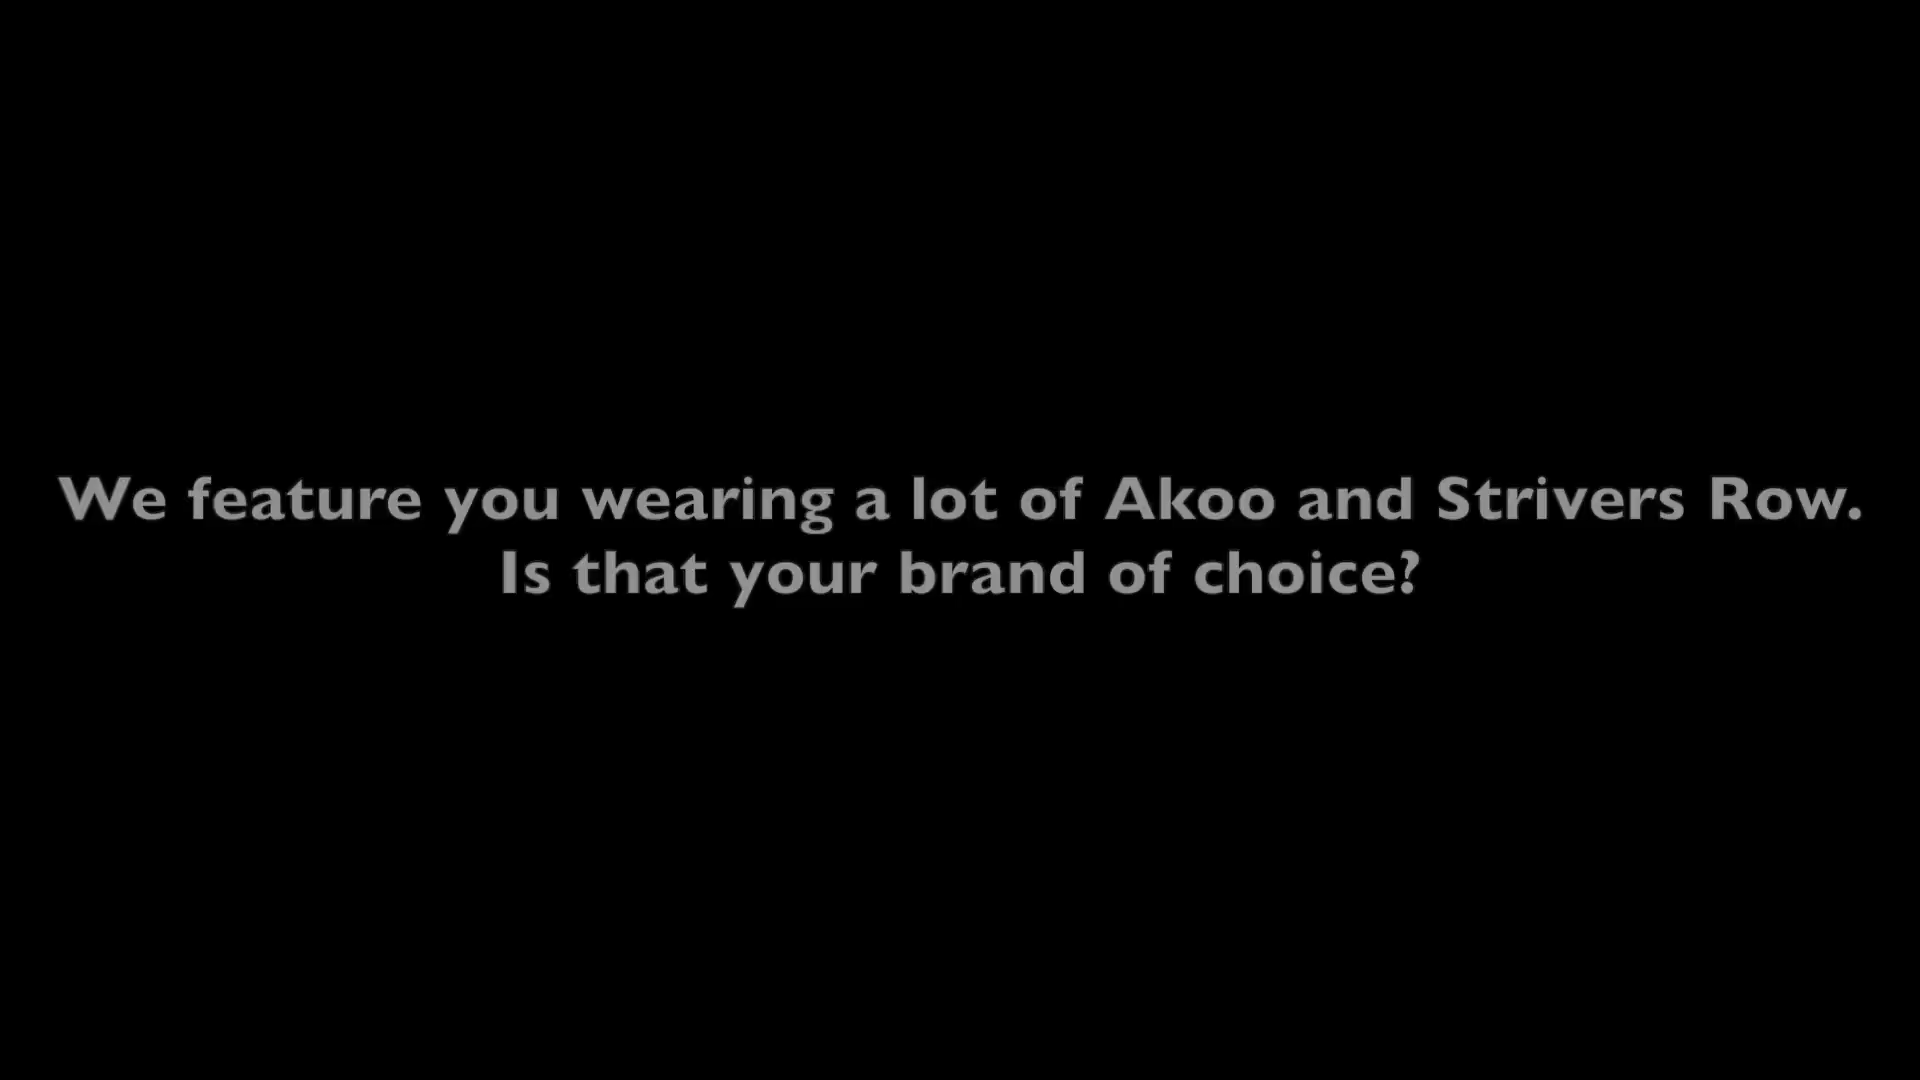 We feature you wearing a lot of Akoo and Strivers Row.
Is that your brand of choice?